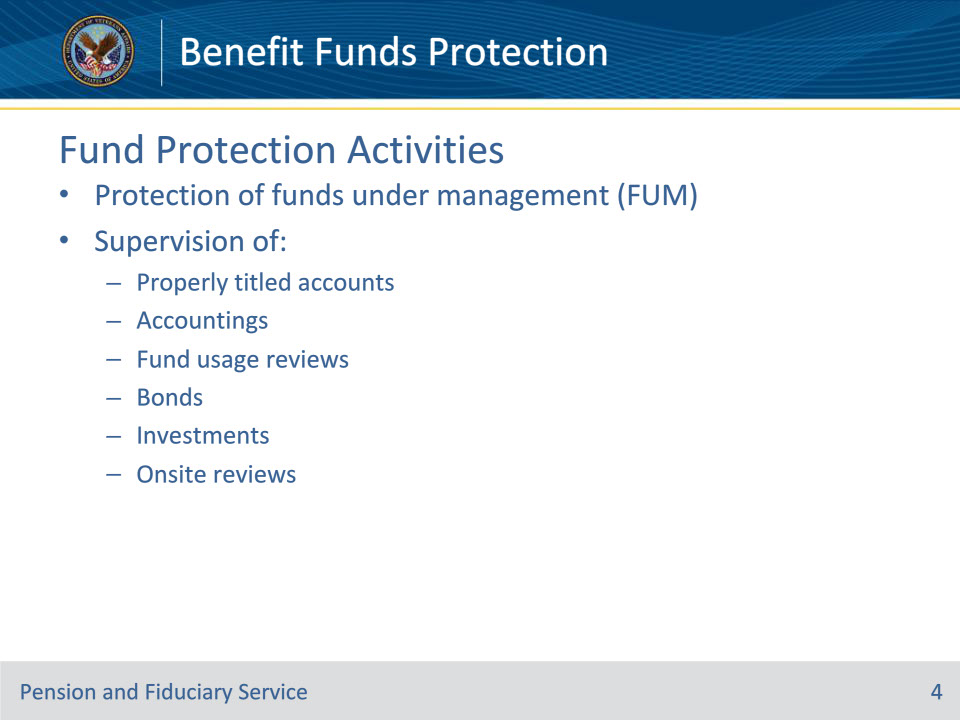 Benefit Funds Protection
Fund Protection Activities
• Protection of funds under management (FUM)
• Supervision of:
– Properly titled accounts
– Accountings
– Fund usage reviews
– Bonds
– Investments
– Onsite reviews
Pension and Fiduciary Service
4